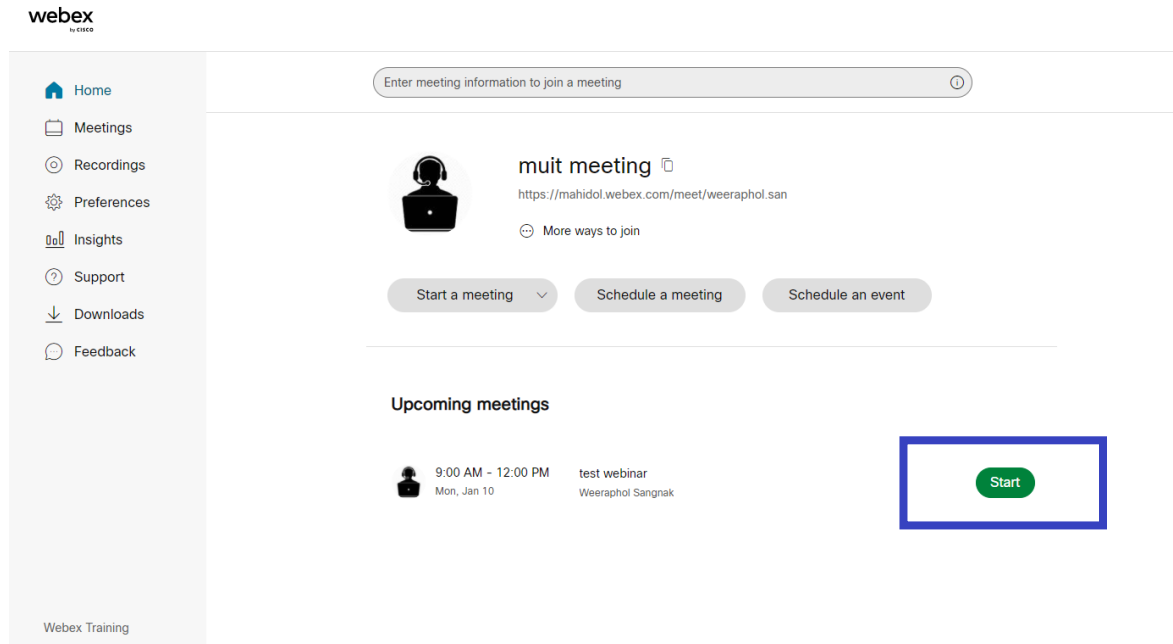 webex
by CISCO
Home
Meetings
Recordings
Preferences
Insights
Support
Downloads
Feedback
Webex Training
Enter meeting information to join a meeting
muit meeting
https://mahidol.webex.com/meet/weeraphol.san
More ways to join
Start a meeting
Schedule a meeting
Schedule an event
Upcoming meetings
9:00 AM - 12:00 PM
Mon, Jan 10
test webinar
Weeraphol Sangnak
Start